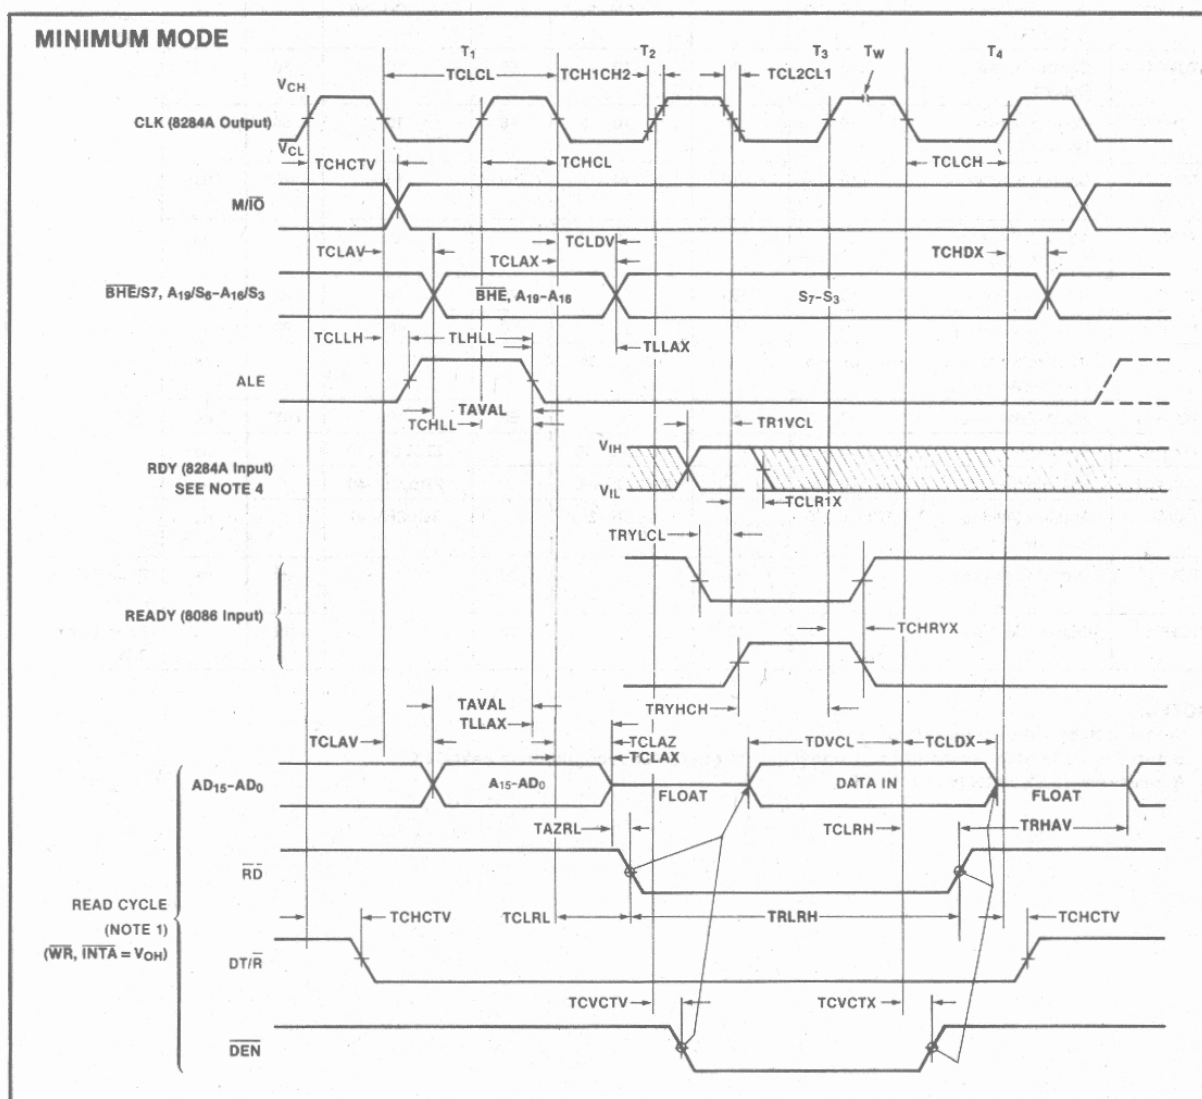 MINIMUM MODE
T1 T2 T3 TW T4
TCLCL TCH1CH2 TCL2CL1
VCH
CLK (8284A Output)
VCL
TCHCTV TCHCL TCLCH
M/IO
TCLDV
TCLAV TCLAX TCHDX
BHE/S7, A19/S6–A16/S3 BHE, A19–A16 S7–S3
TCLLH TLHLL TLLAX
ALE
TAVAL
TCHLL TR1VCL
VIH
RDY (8284A Input)
SEE NOTE 4
VIL
TCLR1X
TRYLCL
READY (8086 Input)
TCHRYX
TRYHCH
TAVAL
TLLAX
TCLAV TCLAZ TDVCL TCLDX
TCLAX
AD15–AD0 A15–AD0 FLOAT DATA IN FLOAT
TAZRL TCLRH TRHAV
RD
READ CYCLE
(NOTE 1)
(WR, INTA = VOH)
TCHCTV TCLRL TRLRH TCHCTV
DT/R
TCVCTV TCVCTX
DEN